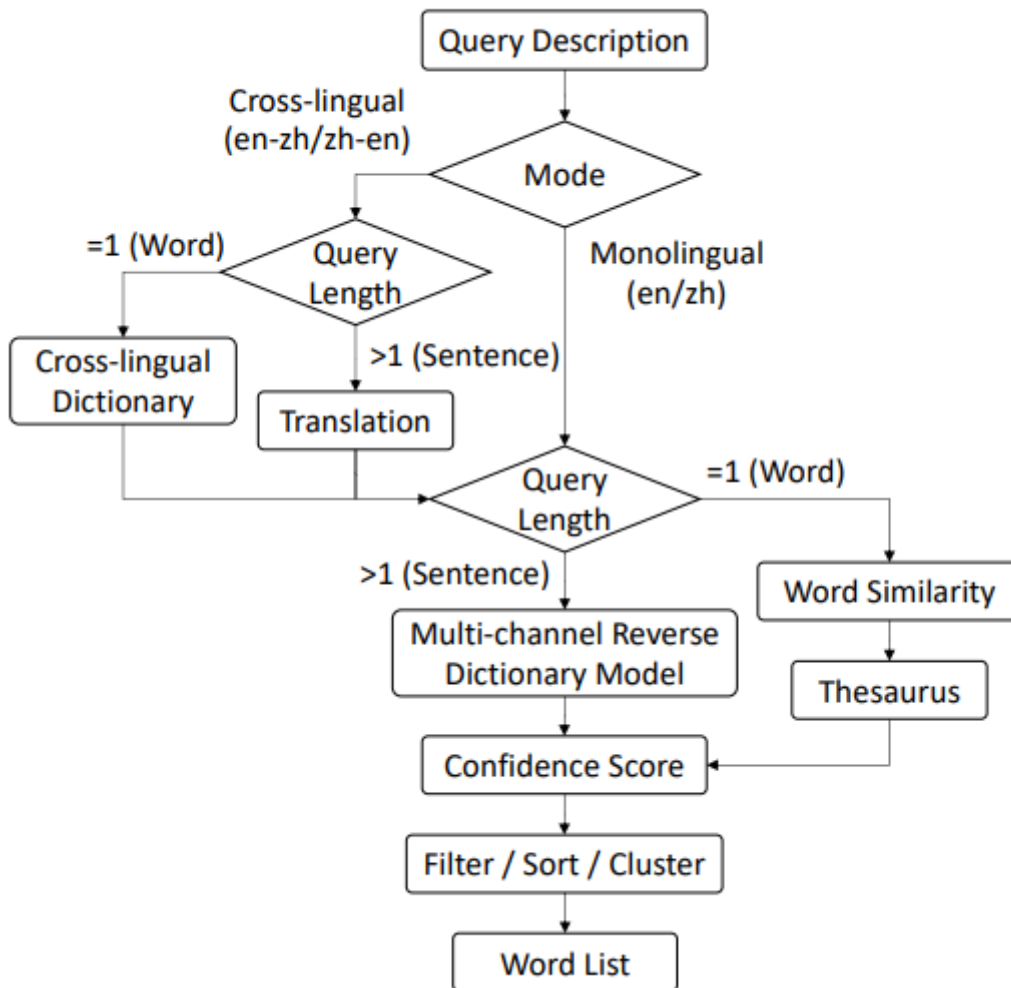 Query Description
Cross-lingual
(en-zh/zh-en)
Mode
=1 (Word)
Query
Length
Monolingual
(en/zh)
Cross-lingual
Dictionary
>1 (Sentence)
Translation
Query
Length
=1 (Word)
>1 (Sentence)
Word Similarity
Multi-channel Reverse
Dictionary Model
Thesaurus
Confidence Score
Filter / Sort / Cluster
Word List